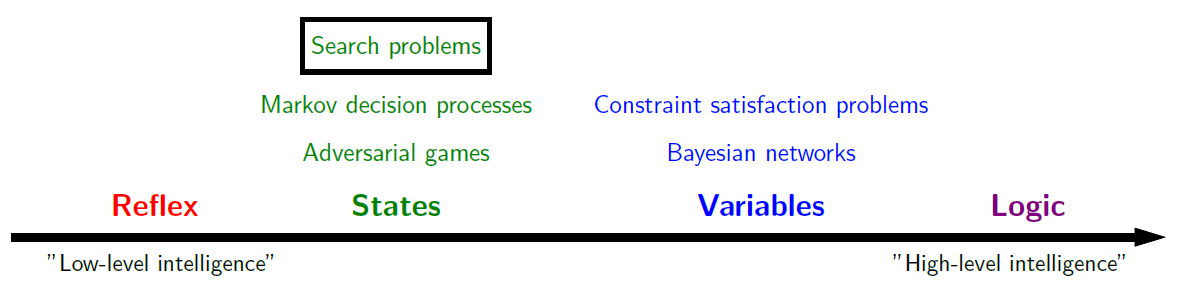 Search problems
Markov decision processes
Constraint satisfaction problems
Adversarial games
Bayesian networks
Reflex
States
Variables
Logic
"Low-level intelligence"
"High-level intelligence"